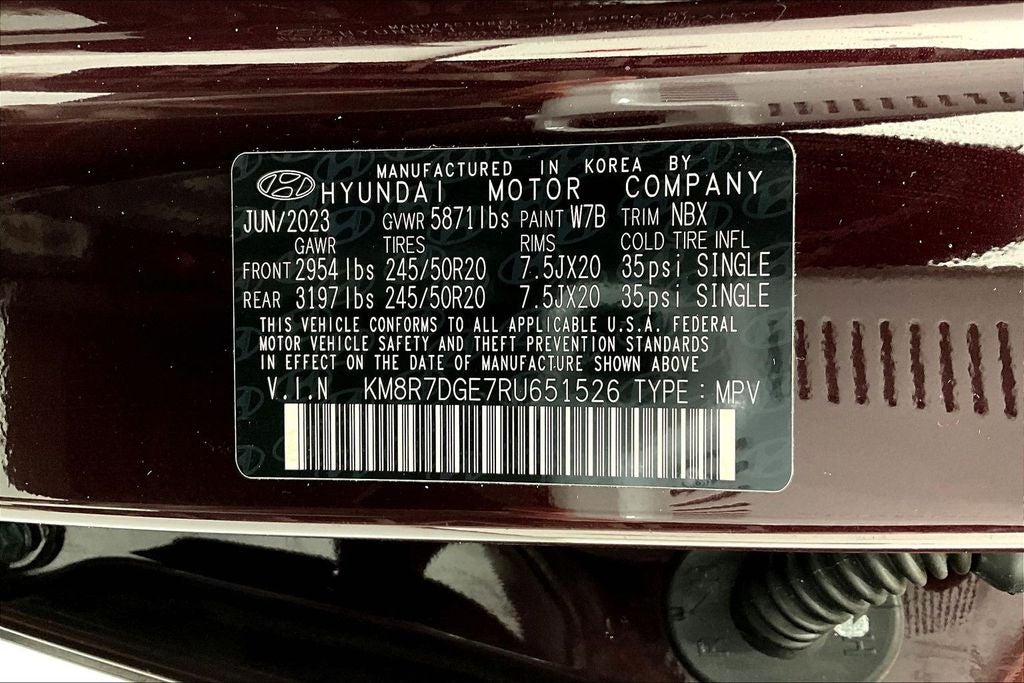 MANUFACTURED IN KOREA BY
HYUNDAI MOTOR COMPANY
JUN/2023 GVWR 5871lbs PAINT W7B TRIM NBX
GAWR TIRES RIMS COLD TIRE INFL
FRONT 2954lbs 245/50R20 7.5JX20 35psi SINGLE
REAR 3197lbs 245/50R20 7.5JX20 35psi SINGLE
THIS VEHICLE CONFORMS TO ALL APPLICABLE U.S.A. FEDERAL
MOTOR VEHICLE SAFETY AND THEFT PREVENTION STANDARDS
IN EFFECT ON THE DATE OF MANUFACTURE SHOWN ABOVE
V.I.N KM8R7DGE7RU651526 TYPE : MPV